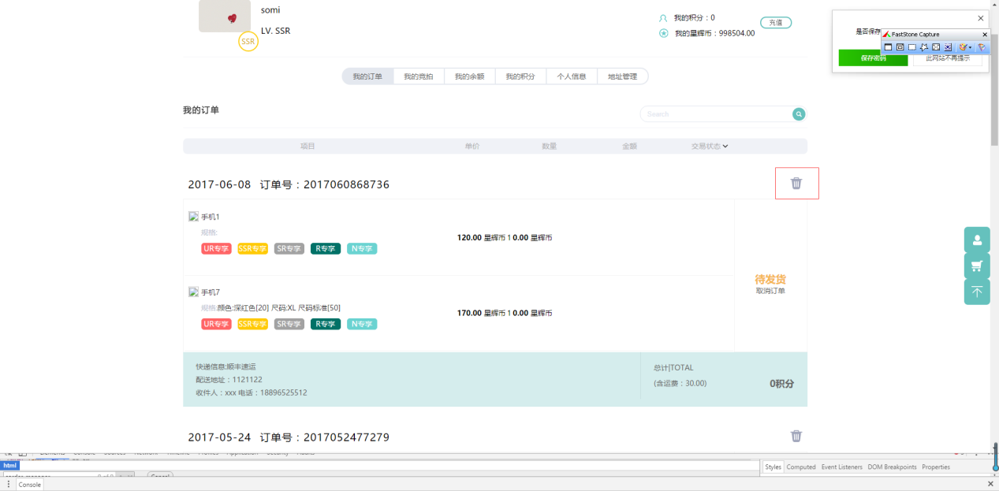 somi
SSR
LV. SSR
我的积分：0
我的星辉币：998504.00
充值
是否保存
FastStone Capture
保存密码
此网站不再提示
我的订单 我的竞拍 我的余额 我的积分 个人信息 地址管理
我的订单
Search
项目 单价 数量 金额 交易状态
2017-06-08 订单号：2017060868736
手机1
规格:
UR专享 SSR专享 SR专享 R专享 N专享
120.00 星辉币 1 0.00 星辉币
手机7
规格:颜色:深红色[20] 尺码:XL 尺码标准[50]
UR专享 SSR专享 SR专享 R专享 N专享
170.00 星辉币 1 0.00 星辉币
待发货
取消订单
快递信息:顺丰速运
配送地址：1121122
收件人：xxx 电话：18896525512
总计|TOTAL
(含运费：30.00)
0积分
2017-05-24 订单号：2017052477279
html
Styles Computed Event Listeners DOM Breakpoints Properties
Console